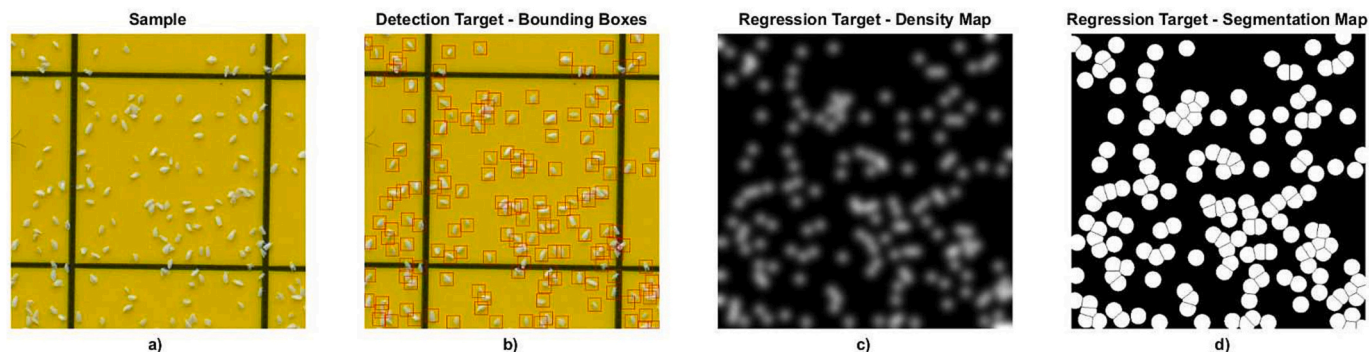 Sample
Detection Target - Bounding Boxes
Regression Target - Density Map
Regression Target - Segmentation Map
a)
b)
c)
d)